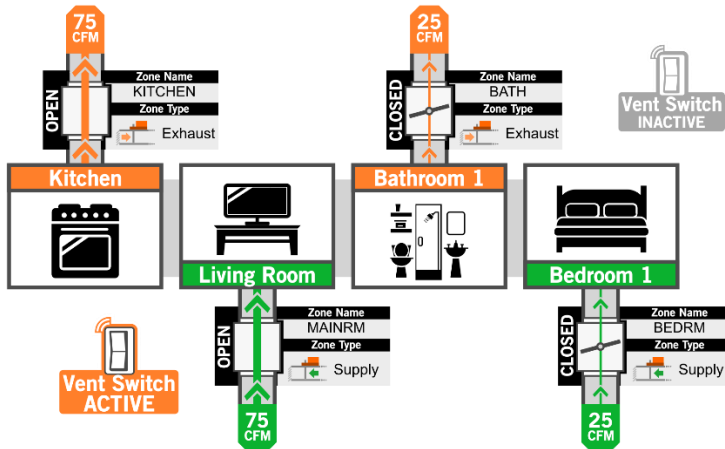 75
CFM
OPEN
Zone Name
KITCHEN
Zone Type
Exhaust
25
CFM
CLOSED
Zone Name
BATH
Zone Type
Exhaust
Vent Switch
INACTIVE
Kitchen
Bathroom 1
Living Room
Bedroom 1
Vent Switch
ACTIVE
OPEN
Zone Name
MAINRM
Zone Type
Supply
75
CFM
CLOSED
Zone Name
BEDRM
Zone Type
Supply
25
CFM